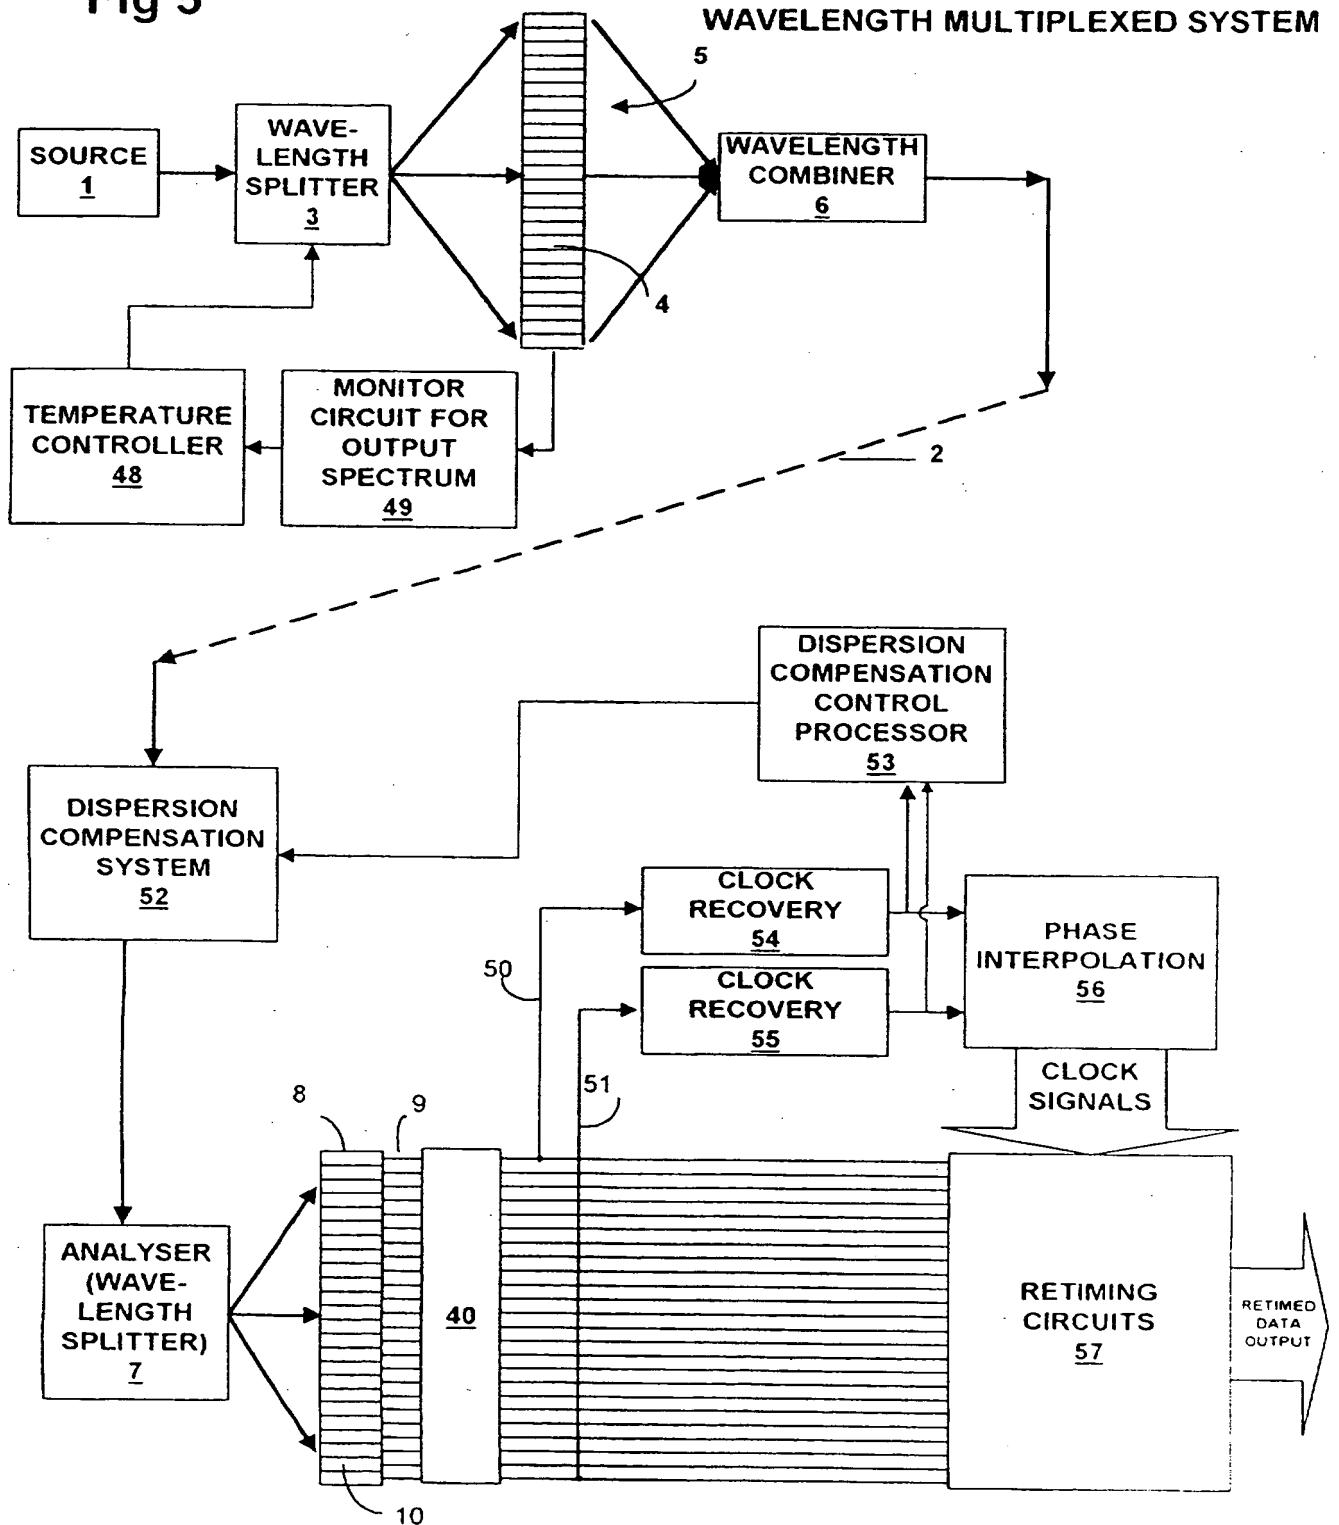 Fig 5
WAVELENGTH MULTIPLEXED SYSTEM
5
SOURCE
1
WAVE-
LENGTH
SPLITTER
3
WAVELENGTH
COMBINER
6
4
TEMPERATURE
CONTROLLER
48
MONITOR
CIRCUIT FOR
OUTPUT
SPECTRUM
49
2
DISPERSION
COMPENSATION
CONTROL
PROCESSOR
53
DISPERSION
COMPENSATION
SYSTEM
52
CLOCK
RECOVERY
54
CLOCK
RECOVERY
55
PHASE
INTERPOLATION
56
50
51
CLOCK
SIGNALS
8
9
ANALYSER
(WAVE-
LENGTH
SPLITTER)
7
40
RETIMING
CIRCUITS
57
RETIMED
DATA
OUTPUT
10